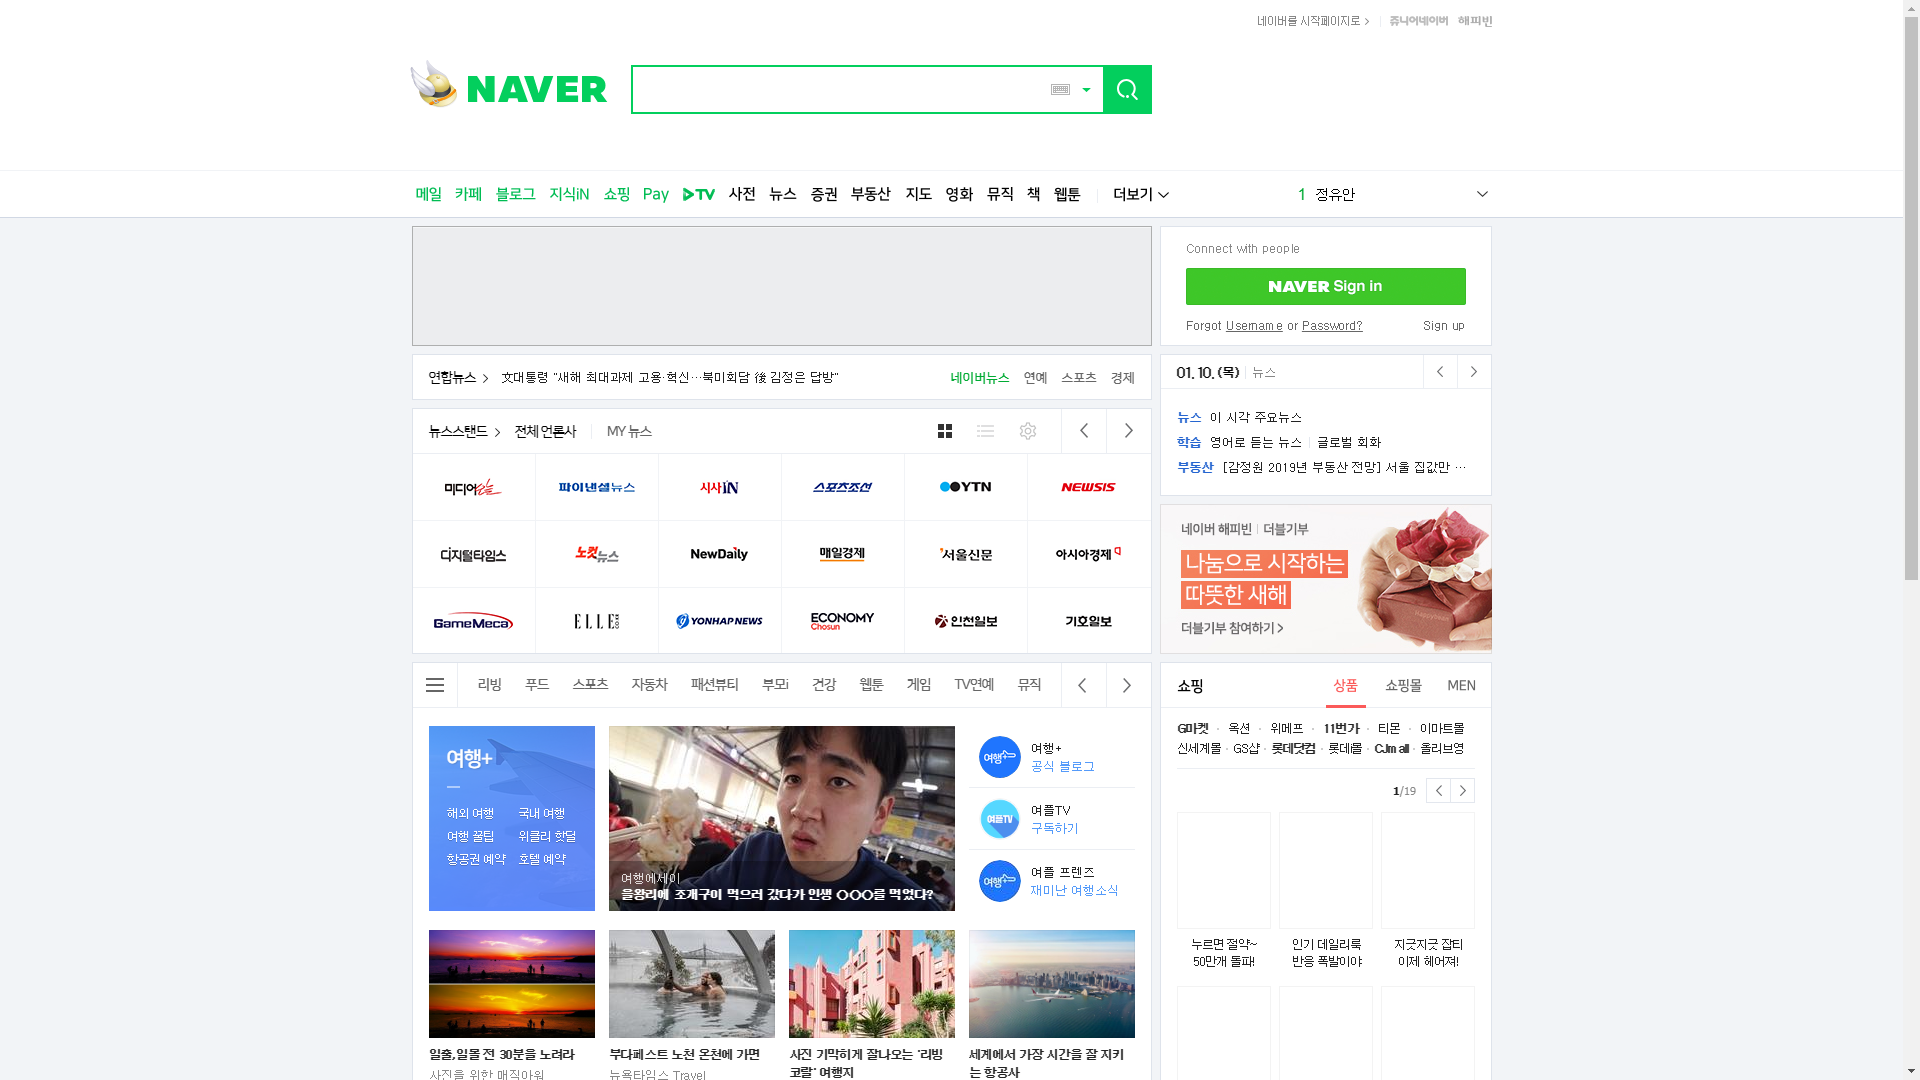 네이버를 시작페이지로
쥬니어네이버 해피빈
NAVER
메일 카페 블로그 지식iN 쇼핑 Pay TV 사전 뉴스 증권 부동산 지도 영화 뮤직 책 웹툰 더보기
1 정유안
Connect with people
NAVER Sign in
Forgot Username or Password? Sign up
연합뉴스 文대통령 "새해 최대과제 고용·혁신…북미회담 後 김정은 답방"
네이버뉴스 연예 스포츠 경제
01. 10. (목) 뉴스
뉴스 이 시각 주요뉴스
학습 영어로 듣는 뉴스 글로벌 회화
부동산 [감정원 2019년 부동산 전망] 서울 집값만 …
뉴스스탠드 전체 언론사 MY 뉴스
미디어오늘 파이낸셜뉴스 시사IN 스포츠조선 YTN NEWSIS
디지털타임스 노컷뉴스 NewDaily 매일경제 서울신문 아시아경제
GameMeca ELLE YONHAP NEWS ECONOMY Chosun 인천일보 기호일보
네이버 해피빈 더블기부
나눔으로 시작하는
따뜻한 새해
더블기부 참여하기
리빙 푸드 스포츠 자동차 패션뷰티 부모i 건강 웹툰 게임 TV연예 뮤직
여행+
해외 여행 국내 여행
여행 꿀팁 위클리 핫딜
항공권 예약 호텔 예약
여행에세이
을왕리에 조개구이 먹으러 갔다가 인생 ○○○를 먹었다?
여행+
여행+
공식 블로그
여플TV
여플TV
구독하기
여행+
여플 프렌즈
재미난 여행소식
일출,일몰 전 30분을 노려라
사진을 위한 매직아워
부다페스트 노천 온천에 가면
뉴욕타임스 Travel
사진 기막히게 잘나오는 '리빙
코랄' 여행지
세계에서 가장 시간을 잘 지키
는 항공사
쇼핑 상품 쇼핑몰 MEN
G마켓 · 옥션 · 위메프 · 11번가 · 티몬 · 이마트몰
신세계몰 · GS샵 · 롯데닷컴 · 롯데몰 · CJmall · 올리브영
1/19
누르면 절약~
50만개 돌파!
인기 데일리룩
반응 폭발이야
지긋지긋 잡티
이제 헤어져!